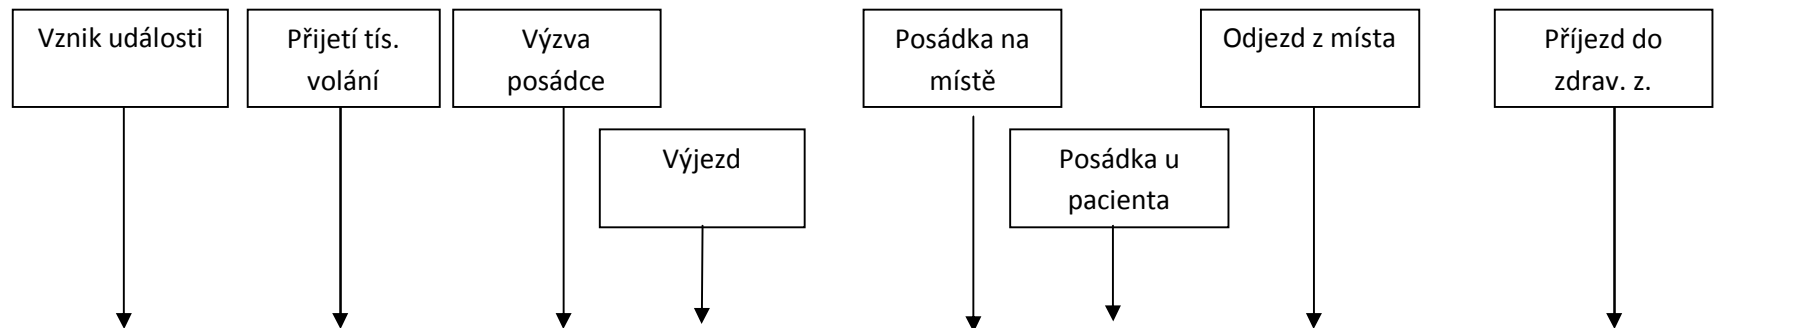 Vznik události
Přijetí tís.
volání
Výzva
posádce
Výjezd
Posádka na
místě
Posádka u
pacienta
Odjezd z místa
Příjezd do
zdrav. z.